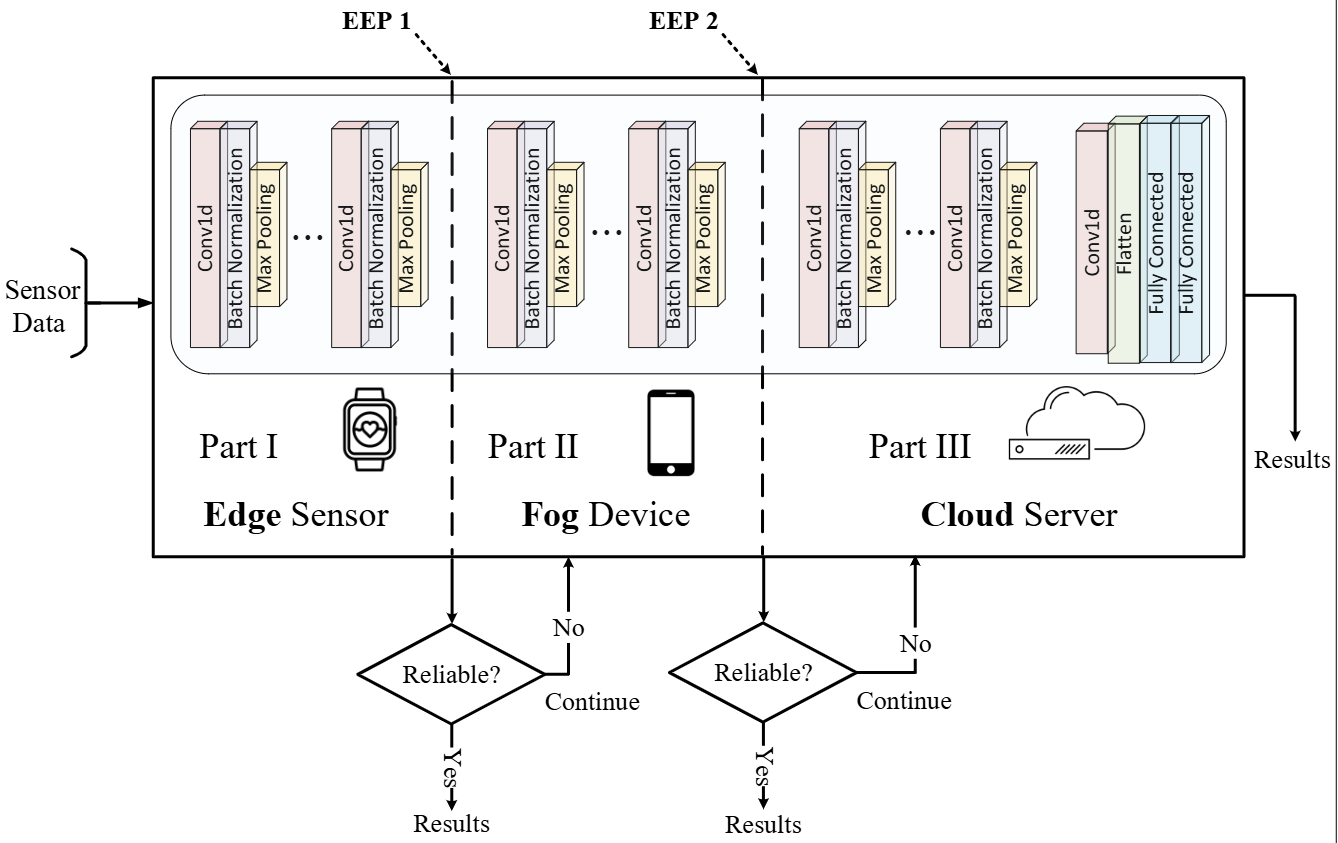 EEP 1
EEP 2
Conv1d
Batch Normalization
Max Pooling
...
Conv1d
Batch Normalization
Max Pooling
Conv1d
Batch Normalization
Max Pooling
...
Conv1d
Batch Normalization
Max Pooling
Conv1d
Batch Normalization
Max Pooling
...
Conv1d
Batch Normalization
Max Pooling
Conv1d
Flatten
Fully Connected
Fully Connected
Sensor
Data
Part I
Part II
Part III
Results
Edge Sensor
Fog Device
Cloud Server
No
No
Reliable?
Continue
Reliable?
Continue
Yes
Yes
Results
Results